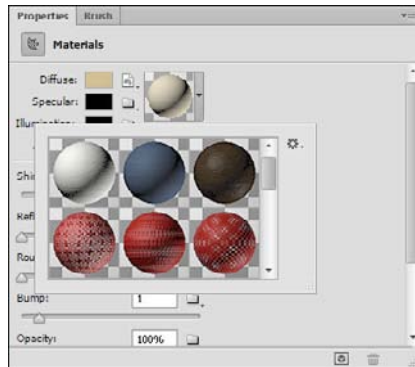 Properties Brush
Materials
Diffuse:
Specular:
Bump: 1
Opacity: 100%